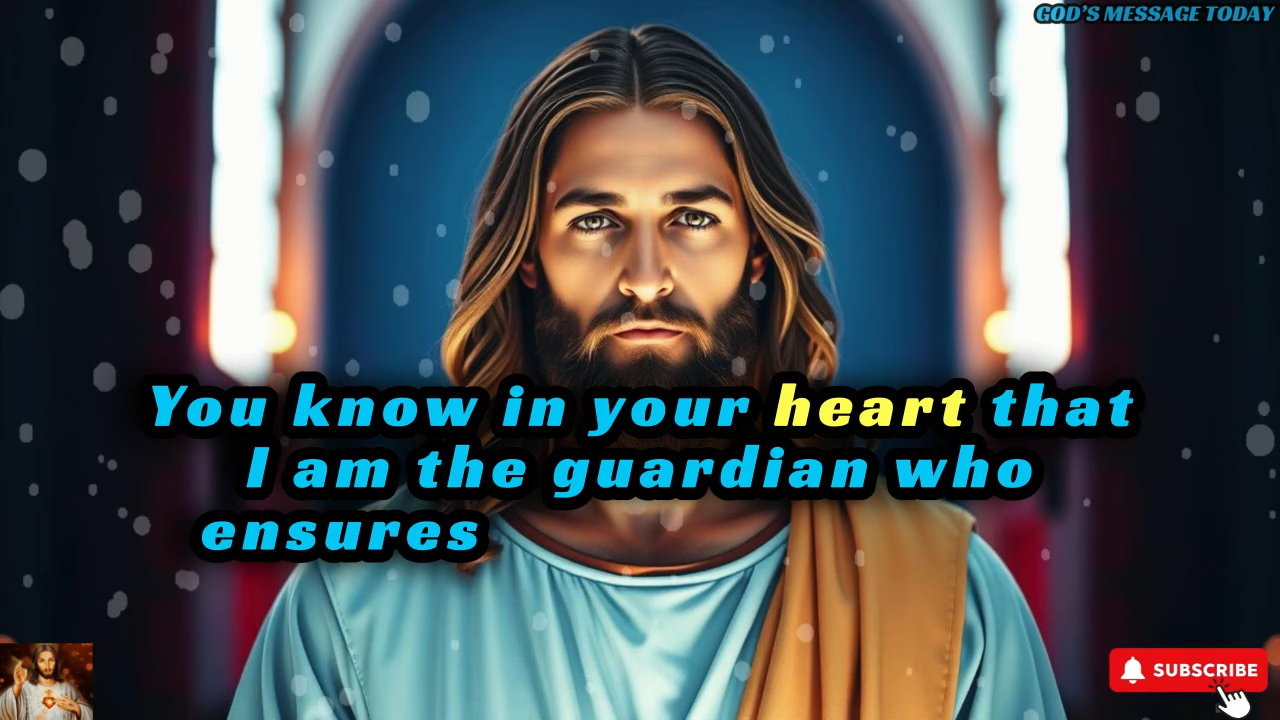 GOD'S MESSAGE TODAY
You know in your heart that
I am the guardian who
ensures
SUBSCRIBE